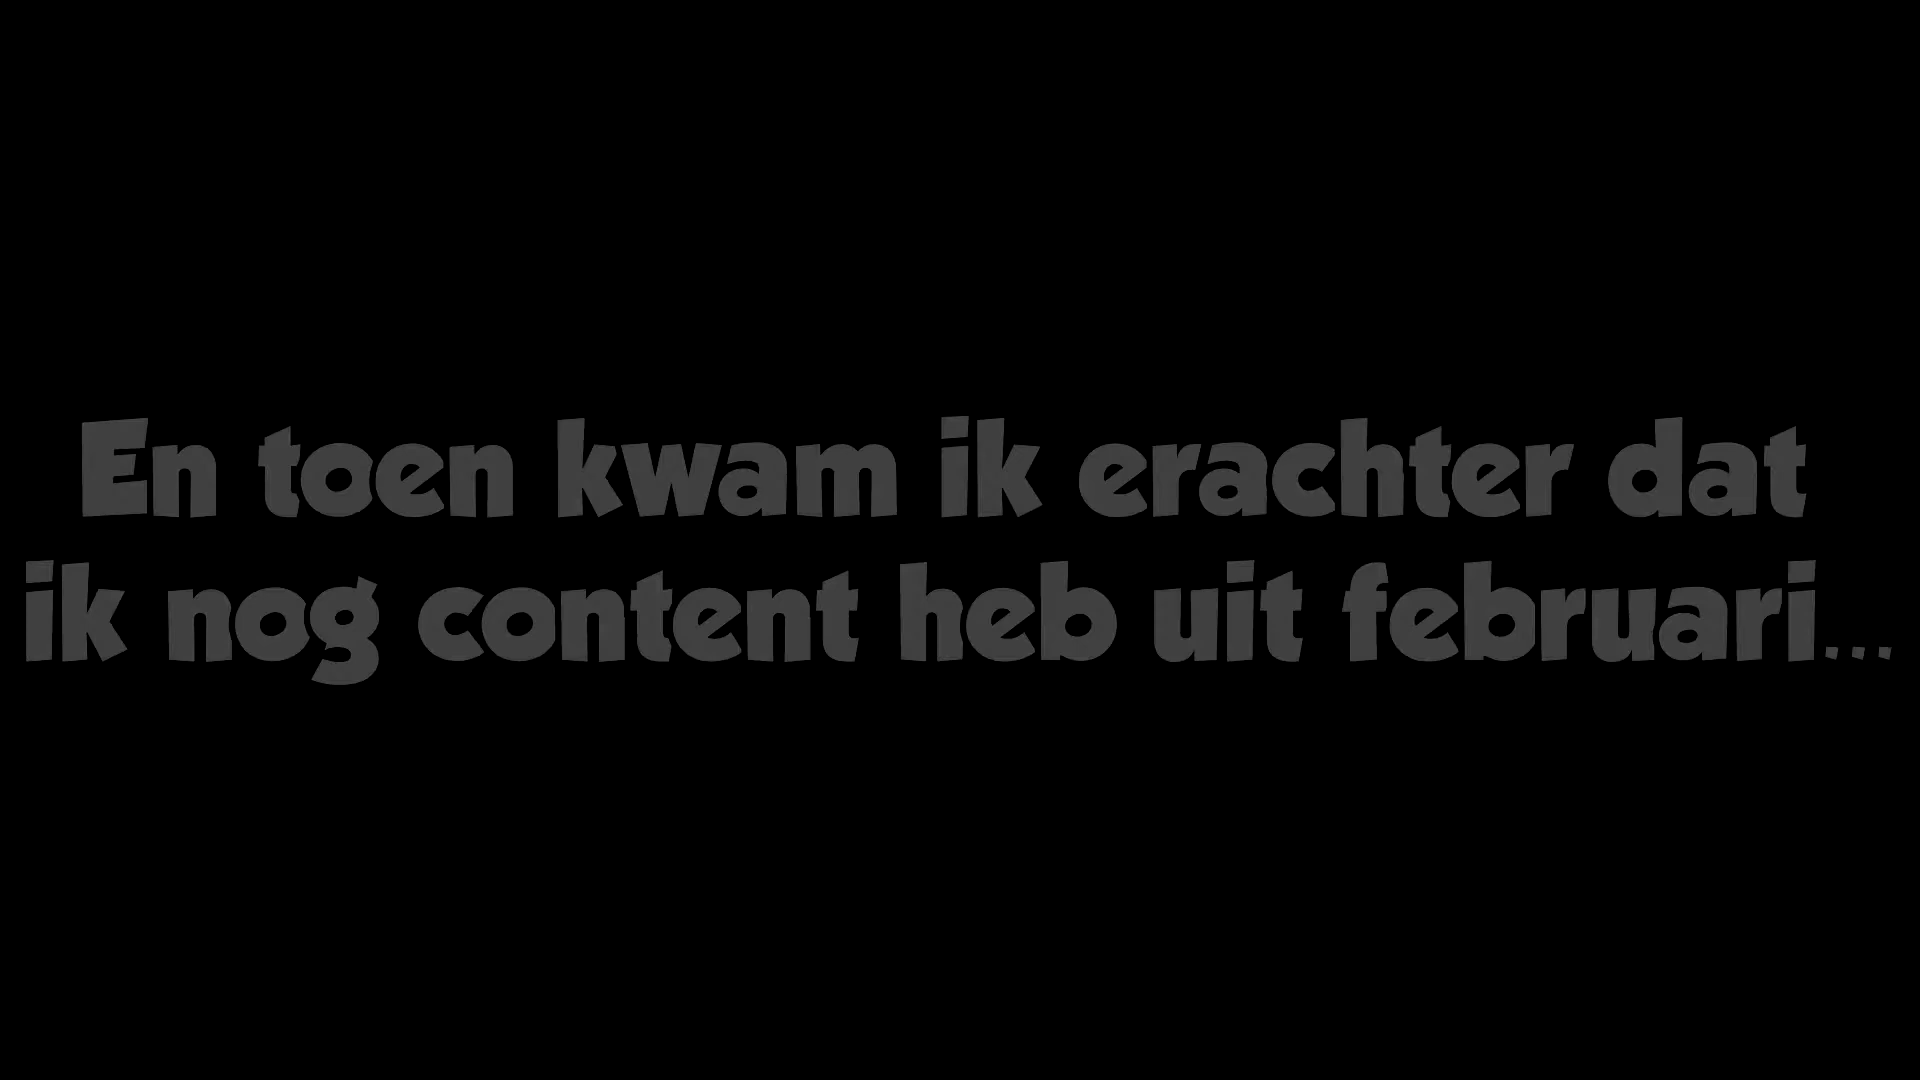 En toen kwam ik erachter dat
ik nog content heb uit februari...